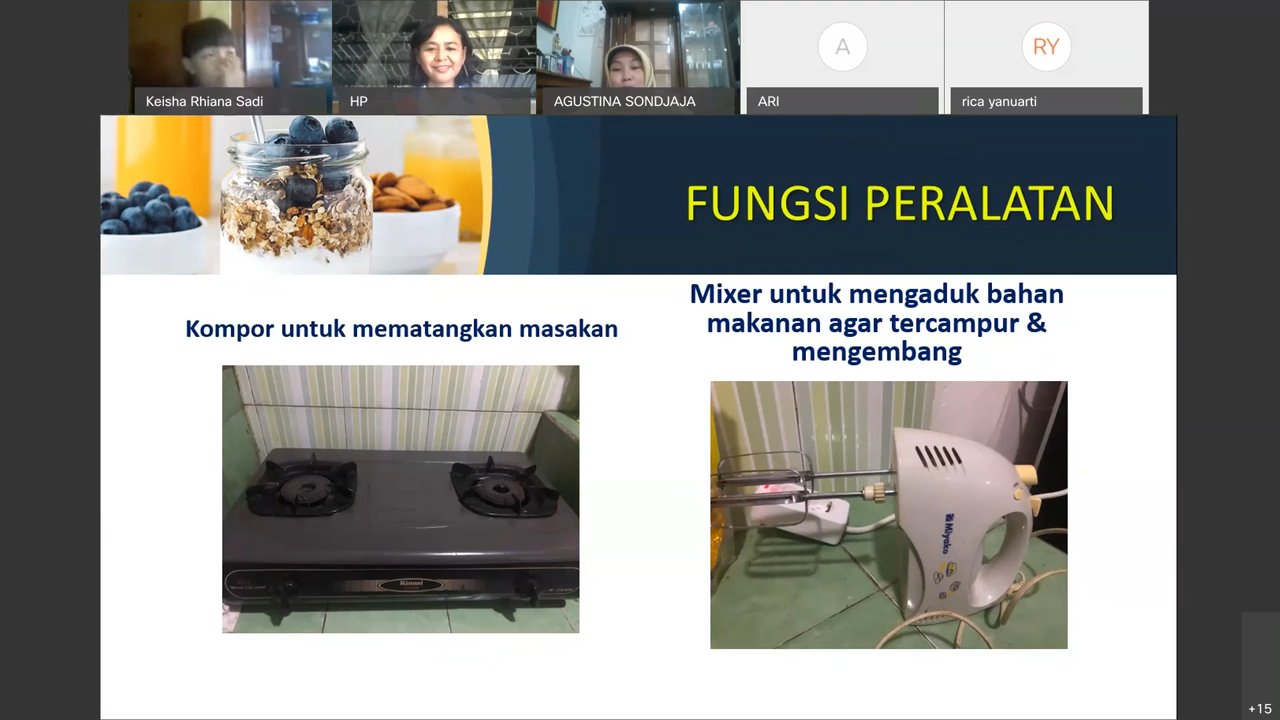 Keisha Rhiana Sadi
HP
AGUSTINA SONDJAJA
A
ARI
RY
rica yanuarti
FUNGSI PERALATAN
Kompor untuk mematangkan masakan
Mixer untuk mengaduk bahan
makanan agar tercampur &
mengembang
Rinnai
Miyako
+15